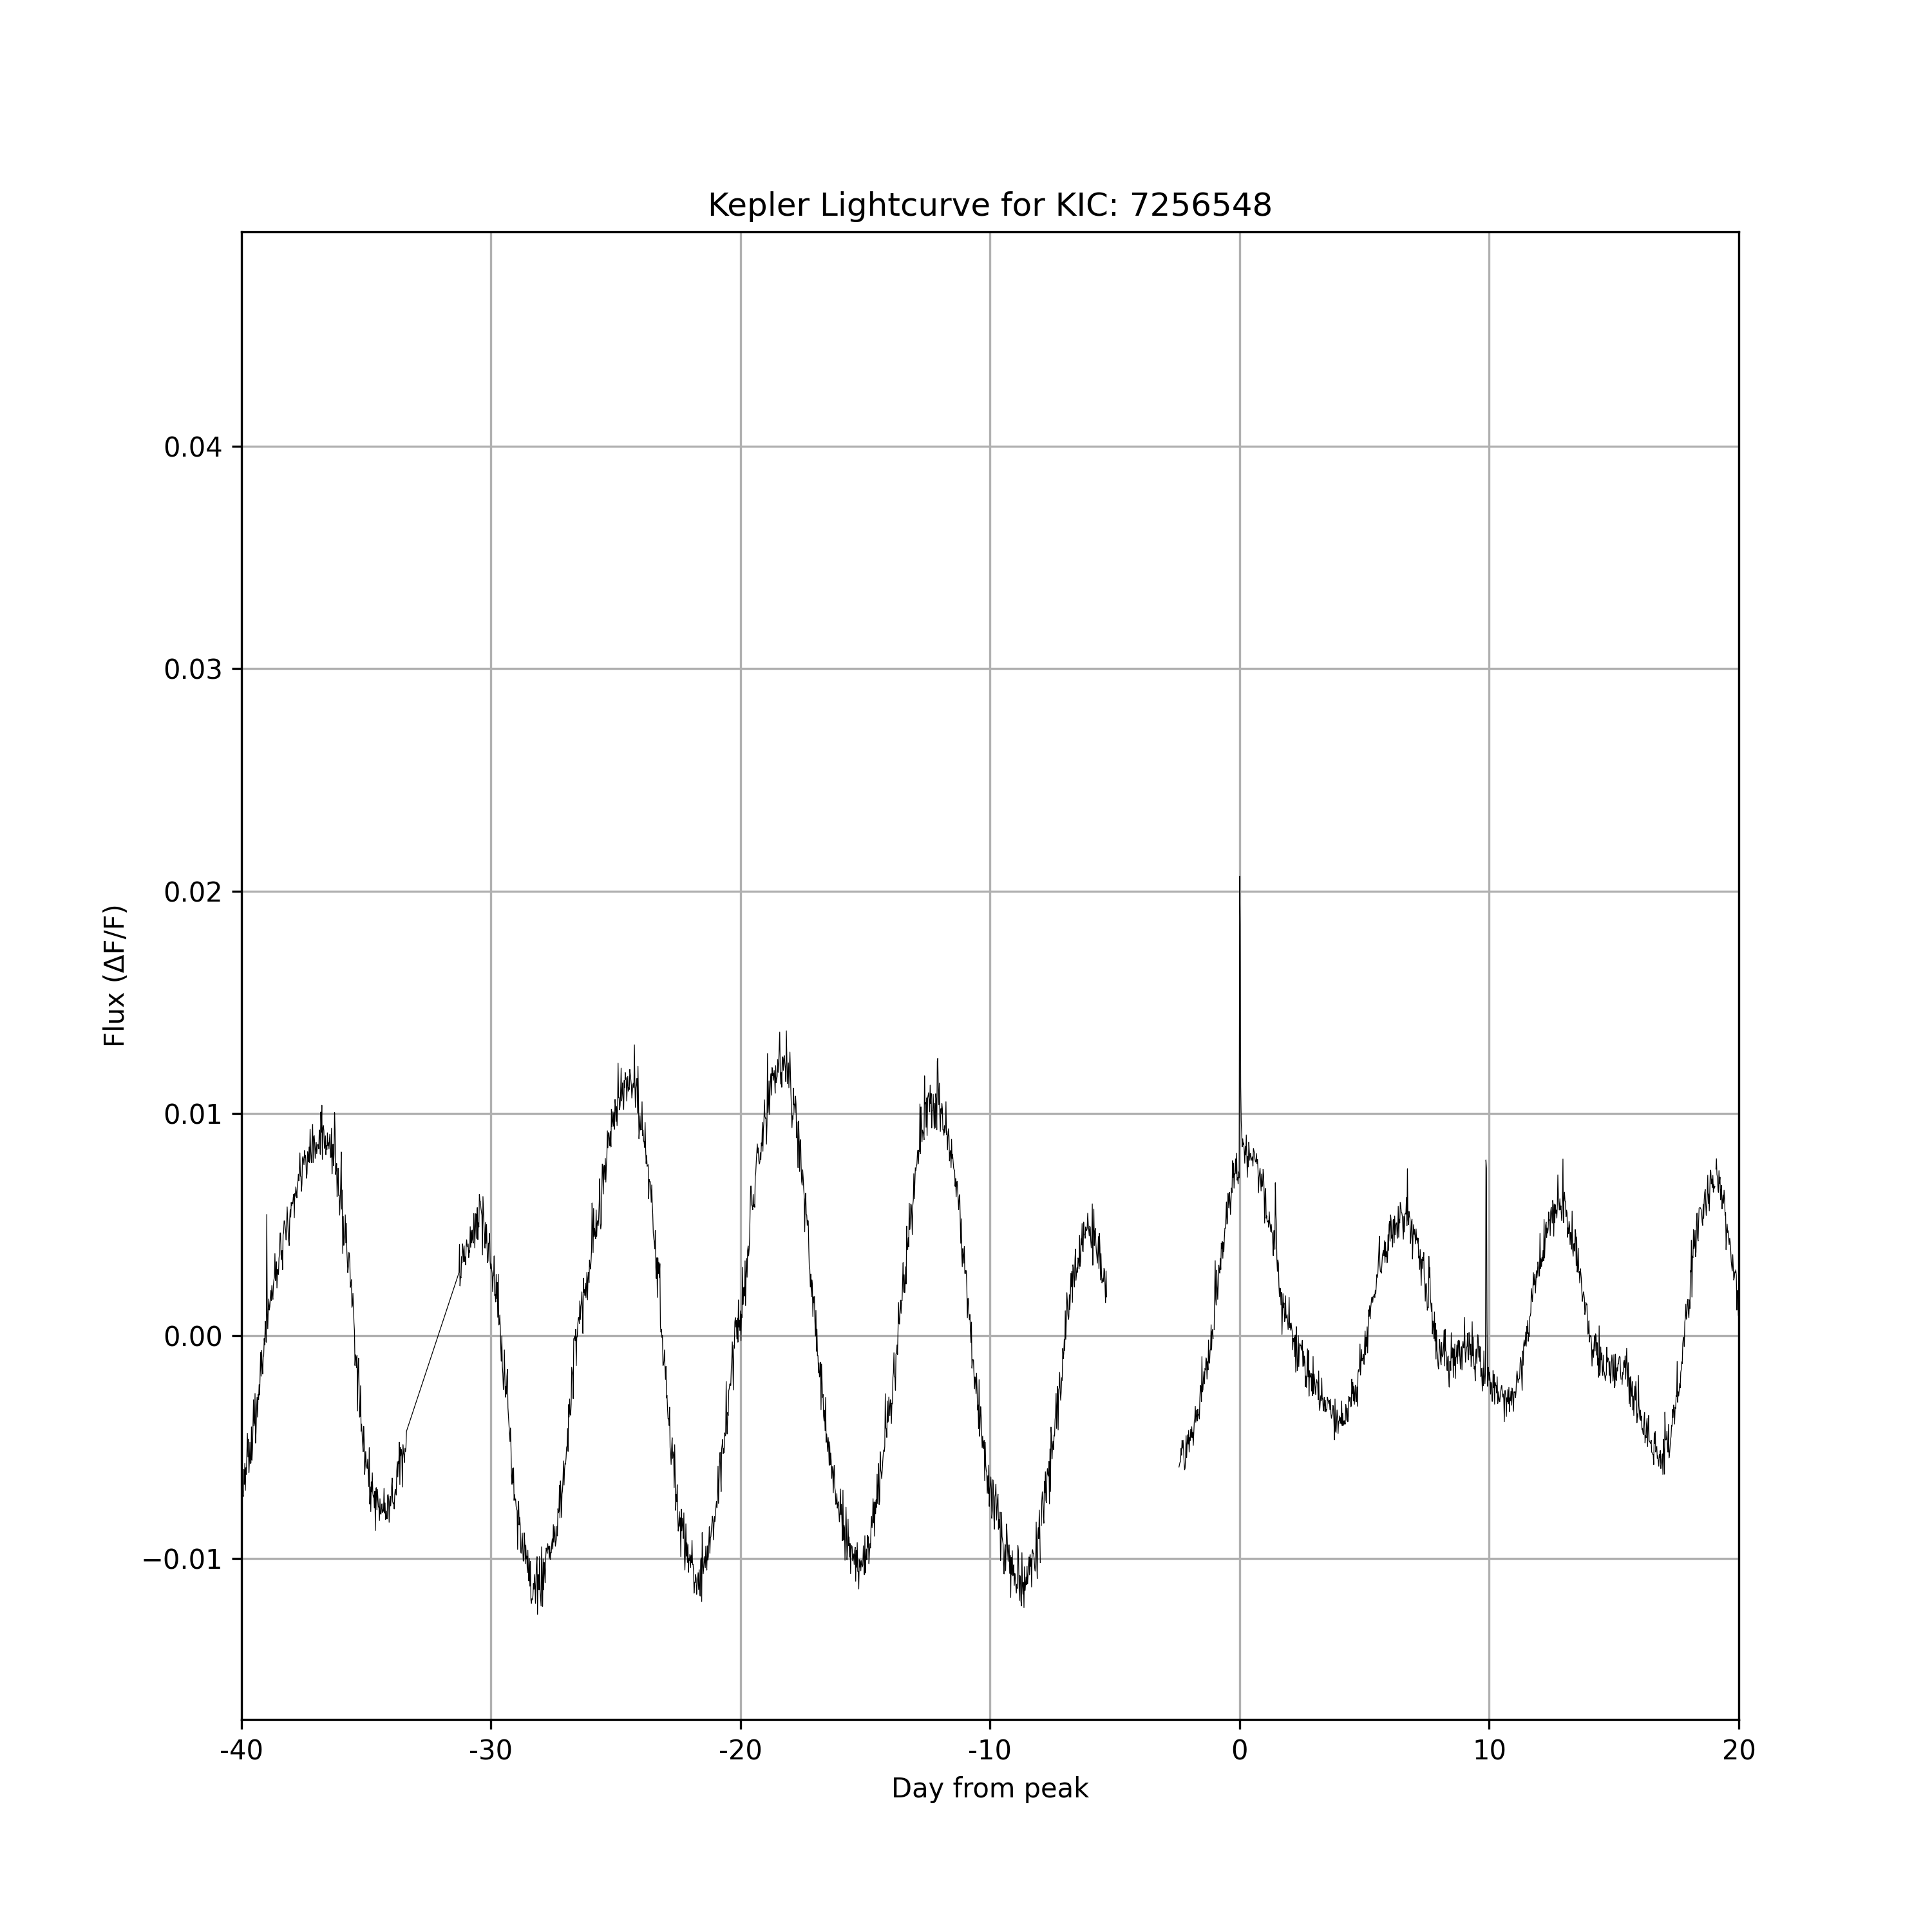 Kepler Lightcurve for KIC: 7256548
0.04
0.03
0.02
0.01
0.00
−0.01
Flux (ΔF/F)
-40 -30 -20 -10 0 10 20
Day from peak